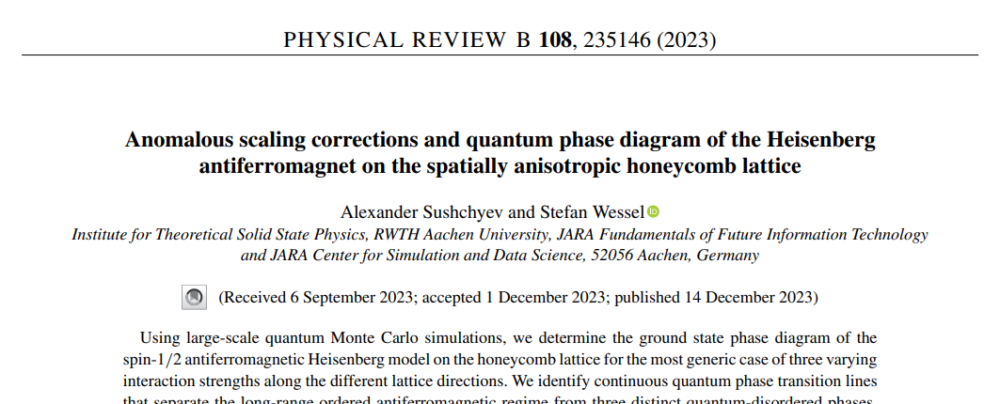 PHYSICAL REVIEW B 108, 235146 (2023)
Anomalous scaling corrections and quantum phase diagram of the Heisenberg
antiferromagnet on the spatially anisotropic honeycomb lattice
Alexander Sushchyev and Stefan Wessel iD
Institute for Theoretical Solid State Physics, RWTH Aachen University, JARA Fundamentals of Future Information Technology
and JARA Center for Simulation and Data Science, 52056 Aachen, Germany
(Received 6 September 2023; accepted 1 December 2023; published 14 December 2023)
Using large-scale quantum Monte Carlo simulations, we determine the ground state phase diagram of the
spin-1/2 antiferromagnetic Heisenberg model on the honeycomb lattice for the most generic case of three varying
interaction strengths along the different lattice directions. We identify continuous quantum phase transition lines
that separate the long-range ordered antiferromagnetic regime from three distinct quantum-disordered phases,